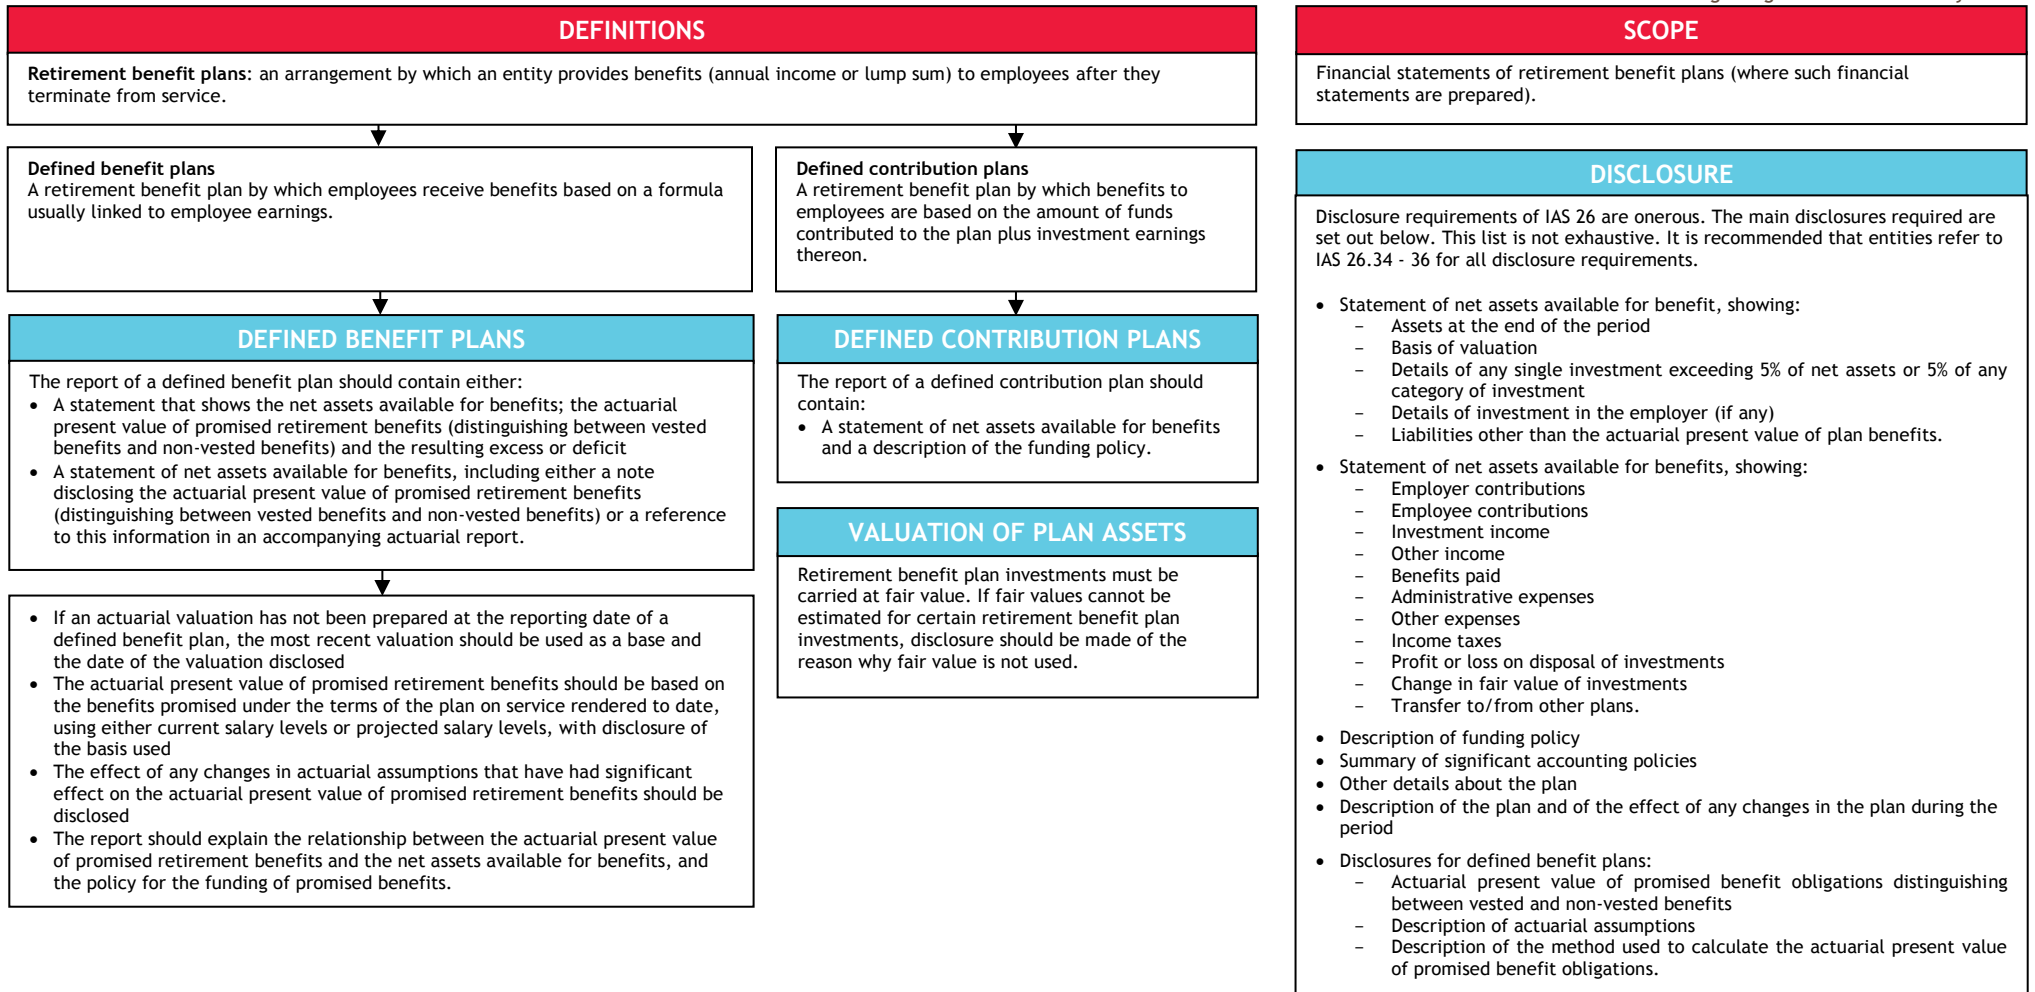 DEFINITIONS
Retirement benefit plans: an arrangement by which an entity provides benefits (annual income or lump sum) to employees after they
terminate from service.
Defined benefit plans
A retirement benefit plan by which employees receive benefits based on a formula
usually linked to employee earnings.
Defined contribution plans
A retirement benefit plan by which benefits to
employees are based on the amount of funds
contributed to the plan plus investment earnings
thereon.
DEFINED BENEFIT PLANS
The report of a defined benefit plan should contain either:
• A statement that shows the net assets available for benefits; the actuarial
present value of promised retirement benefits (distinguishing between vested
benefits and non-vested benefits) and the resulting excess or deficit
• A statement of net assets available for benefits, including either a note
disclosing the actuarial present value of promised retirement benefits
(distinguishing between vested benefits and non-vested benefits) or a reference
to this information in an accompanying actuarial report.
• If an actuarial valuation has not been prepared at the reporting date of a
defined benefit plan, the most recent valuation should be used as a base and
the date of the valuation disclosed
• The actuarial present value of promised retirement benefits should be based on
the benefits promised under the terms of the plan on service rendered to date,
using either current salary levels or projected salary levels, with disclosure of
the basis used
• The effect of any changes in actuarial assumptions that have had significant
effect on the actuarial present value of promised retirement benefits should be
disclosed
• The report should explain the relationship between the actuarial present value
of promised retirement benefits and the net assets available for benefits, and
the policy for the funding of promised benefits.
DEFINED CONTRIBUTION PLANS
The report of a defined contribution plan should
contain:
• A statement of net assets available for benefits
and a description of the funding policy.
VALUATION OF PLAN ASSETS
Retirement benefit plan investments must be
carried at fair value. If fair values cannot be
estimated for certain retirement benefit plan
investments, disclosure should be made of the
reason why fair value is not used.
SCOPE
Financial statements of retirement benefit plans (where such financial
statements are prepared).
DISCLOSURE
Disclosure requirements of IAS 26 are onerous. The main disclosures required are
set out below. This list is not exhaustive. It is recommended that entities refer to
IAS 26.34 - 36 for all disclosure requirements.
• Statement of net assets available for benefit, showing:
– Assets at the end of the period
– Basis of valuation
– Details of any single investment exceeding 5% of net assets or 5% of any
category of investment
– Details of investment in the employer (if any)
– Liabilities other than the actuarial present value of plan benefits.
• Statement of net assets available for benefits, showing:
– Employer contributions
– Employee contributions
– Investment income
– Other income
– Benefits paid
– Administrative expenses
– Other expenses
– Income taxes
– Profit or loss on disposal of investments
– Change in fair value of investments
– Transfer to/from other plans.
• Description of funding policy
• Summary of significant accounting policies
• Other details about the plan
• Description of the plan and of the effect of any changes in the plan during the
period
• Disclosures for defined benefit plans:
– Actuarial present value of promised benefit obligations distinguishing
between vested and non-vested benefits
– Description of actuarial assumptions
– Description of the method used to calculate the actuarial present value
of promised benefit obligations.